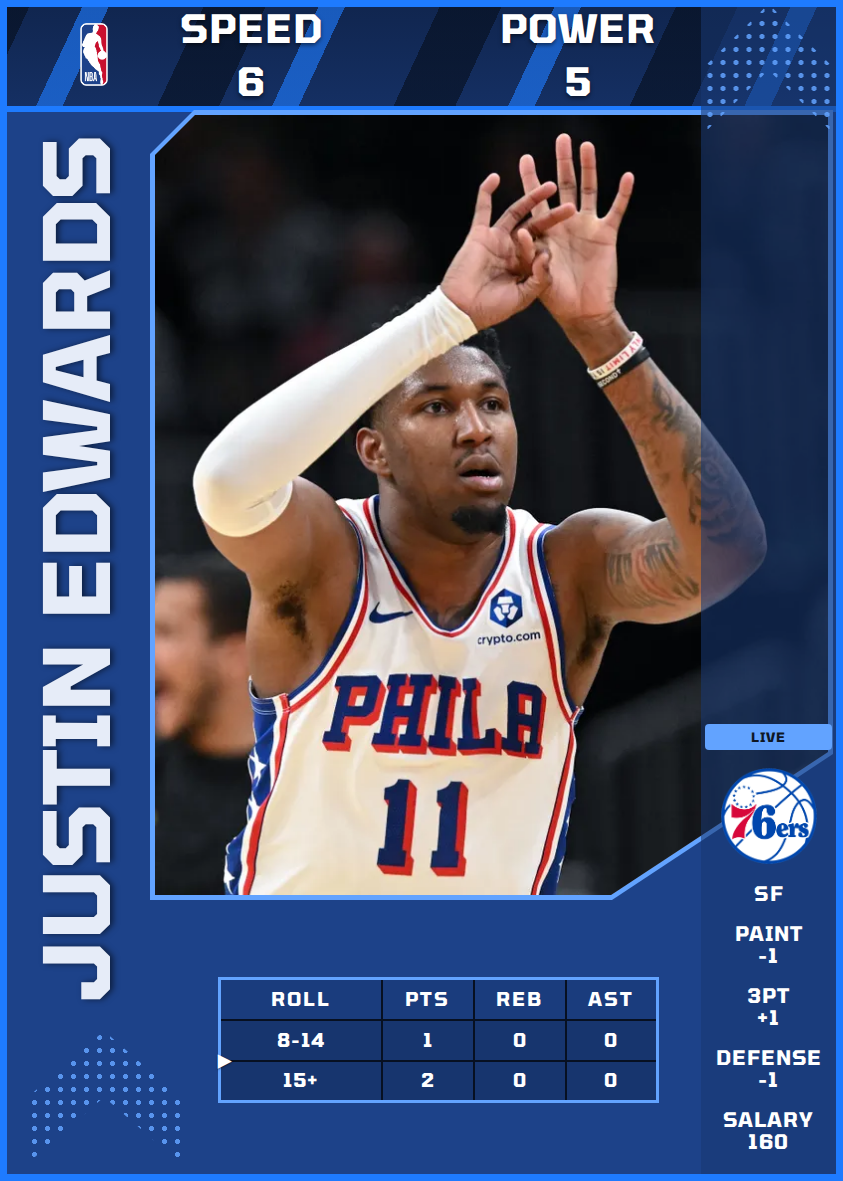 NBA
SPEED
6
POWER
5
JUSTIN EDWARDS
crypto.com
PHILA
11
LIVE
76ers
SF
PAINT
-1
3PT
+1
DEFENSE
-1
SALARY
160
ROLL PTS REB AST
8-14 1 0 0
15+ 2 0 0